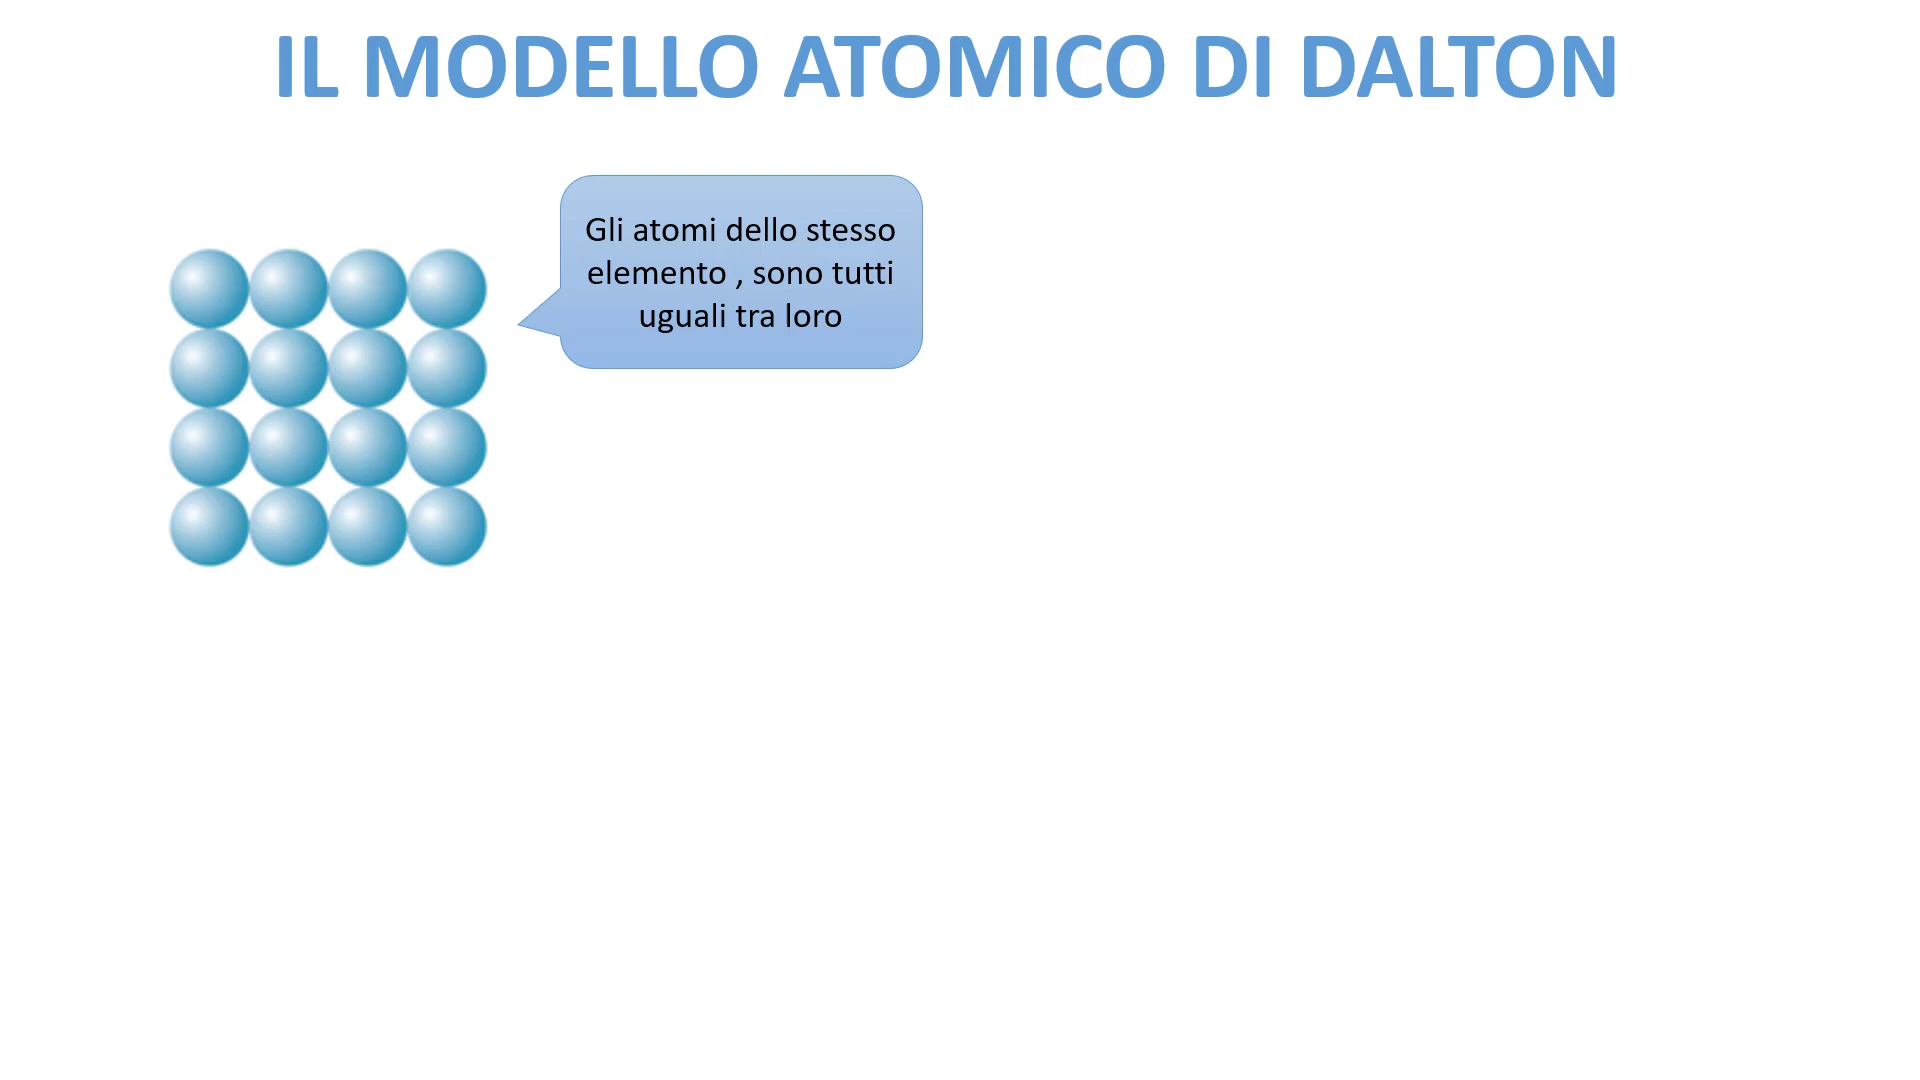 IL MODELLO ATOMICO DI DALTON
Gli atomi dello stesso
elemento , sono tutti
uguali tra loro